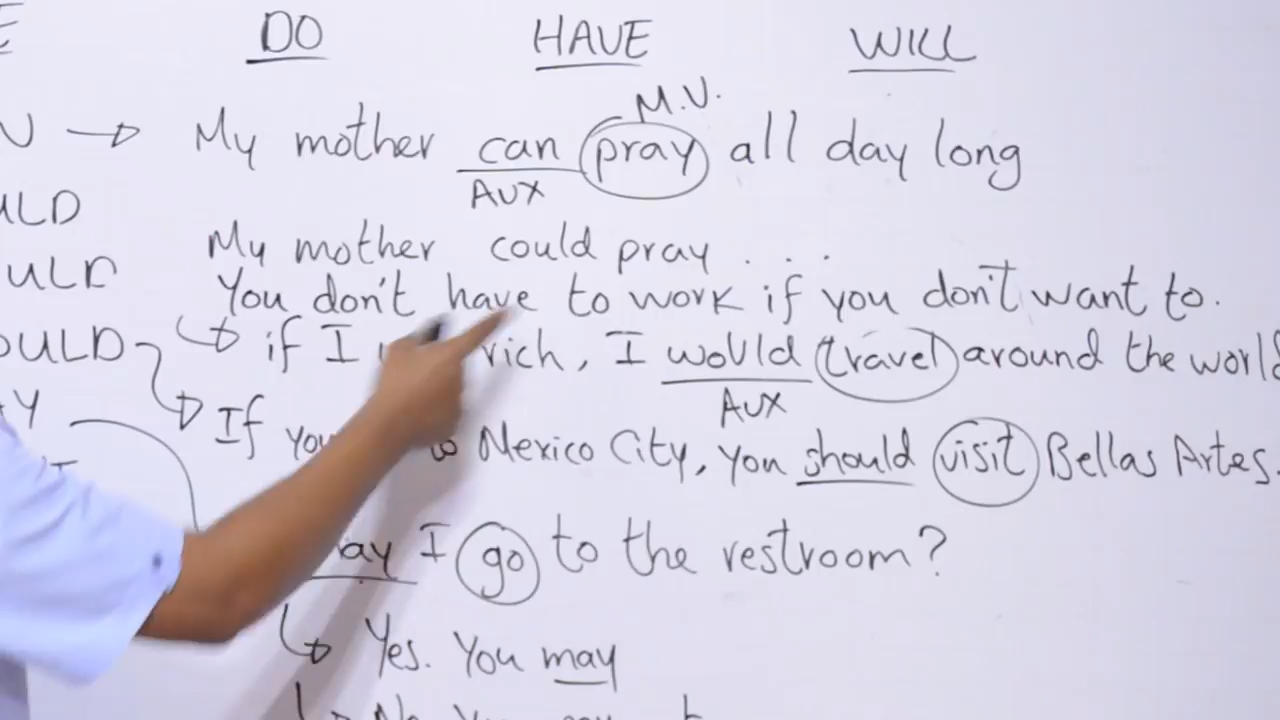 DO HAVE WILL
M.V.
My mother can pray all day long
AUX
ULD
My mother could pray . . .
ULD
You don't have to work if you don't want to.
OULD
if I rich, I would travel around the world
AUX
Y
If you Mexico City, you should visit Bellas Artes.
ay I go to the restroom?
Yes. You may